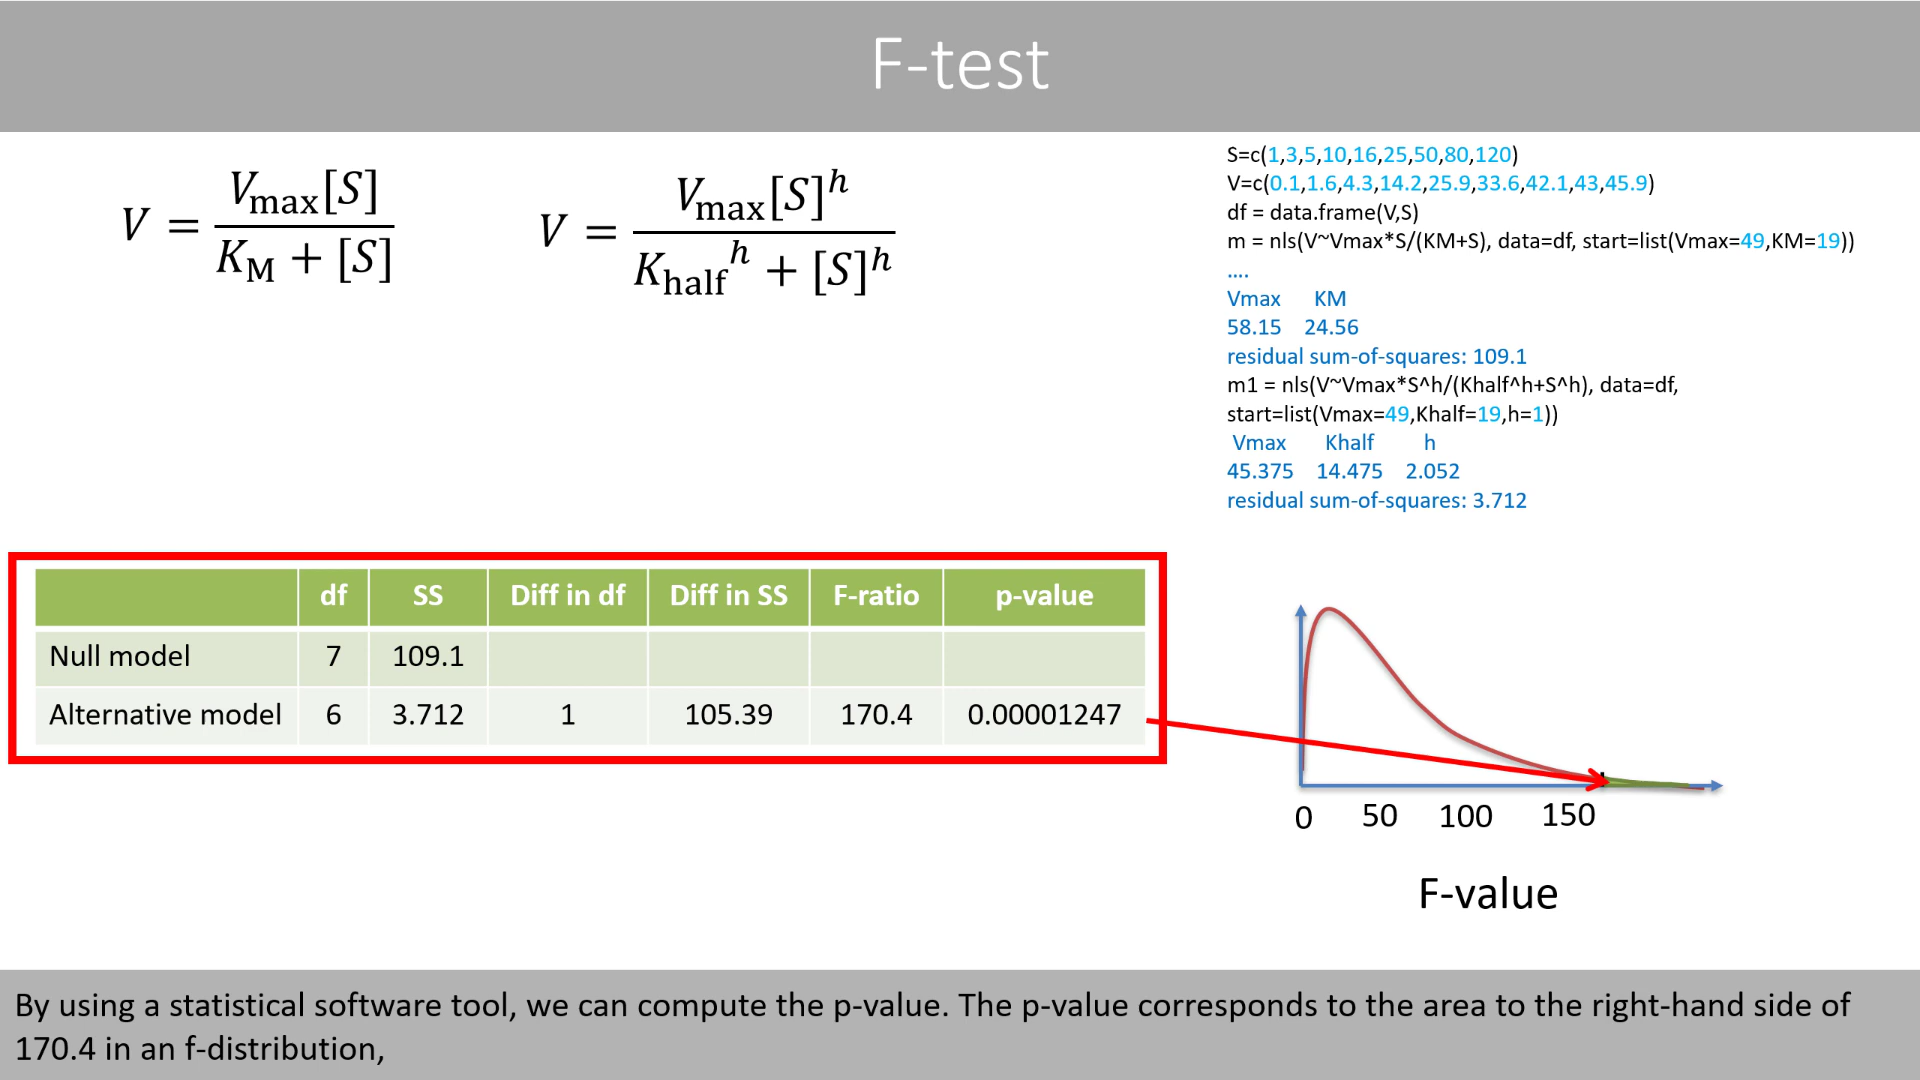 F-test
V = Vmax[S] / KM + [S]
V = Vmax[S]^h / Khalf^h + [S]^h
S=c(1,3,5,10,16,25,50,80,120)
V=c(0.1,1.6,4.3,14.2,25.9,33.6,42.1,43,45.9)
df = data.frame(V,S)
m = nls(V~Vmax*S/(KM+S), data=df, start=list(Vmax=49,KM=19))
....
Vmax KM
58.15 24.56
residual sum-of-squares: 109.1
m1 = nls(V~Vmax*S^h/(Khalf^h+S^h), data=df,
start=list(Vmax=49,Khalf=19,h=1))
Vmax Khalf h
45.375 14.475 2.052
residual sum-of-squares: 3.712
df SS Diff in df Diff in SS F-ratio p-value
Null model 7 109.1
Alternative model 6 3.712 1 105.39 170.4 0.00001247
0 50 100 150
F-value
By using a statistical software tool, we can compute the p-value. The p-value corresponds to the area to the right-hand side of
170.4 in an f-distribution,